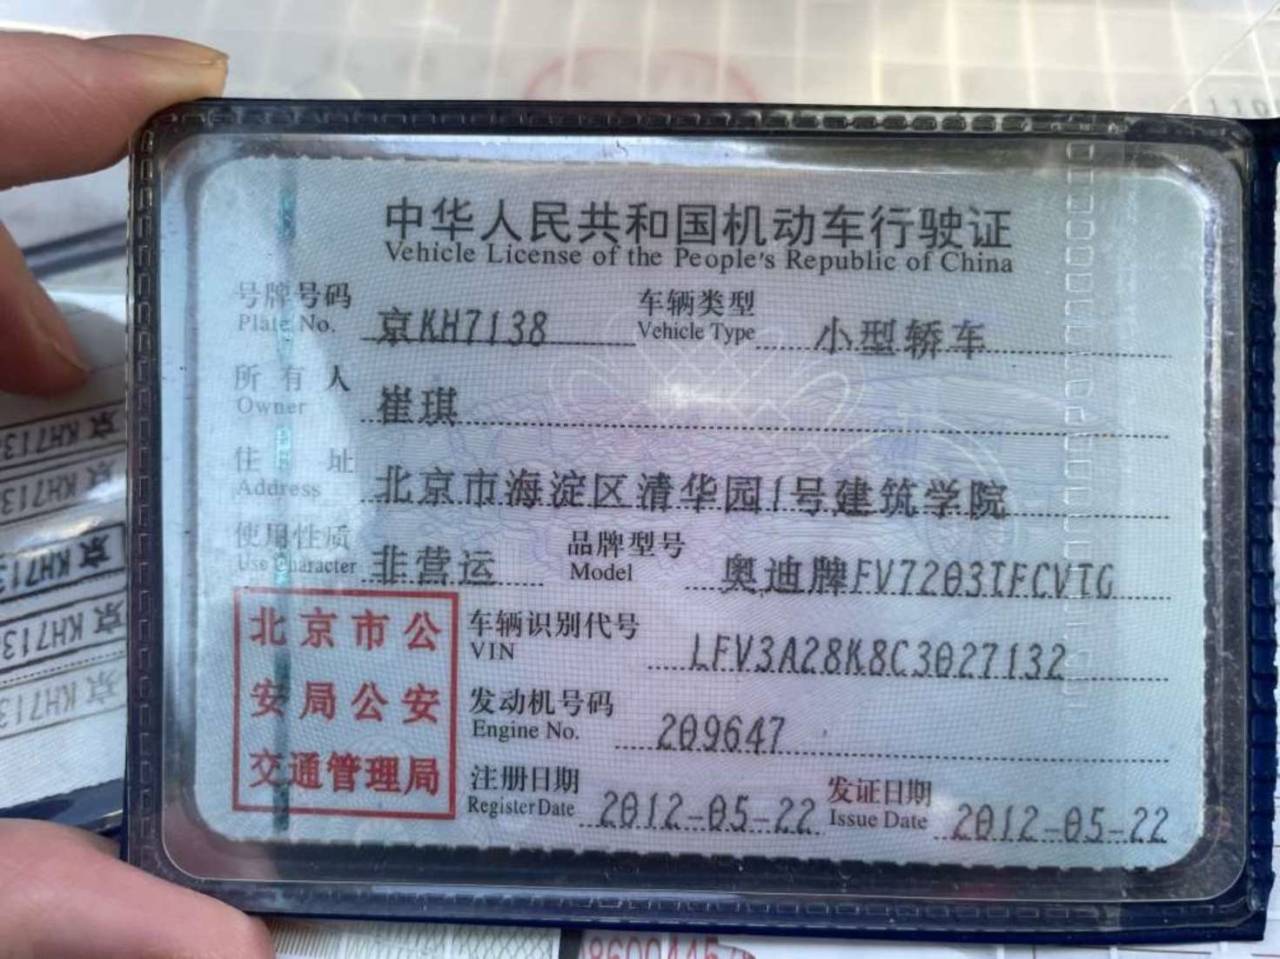 中华人民共和国机动车行驶证
Vehicle License of the People's Republic of China
号牌号码 京KH7138 车辆类型 小型轿车
Plate No. Vehicle Type
所有人 崔琪
Owner
住址 北京市海淀区清华园1号建筑学院
Address
使用性质 非营运 品牌型号 奥迪牌FV7203TFCVTG
Use Character Model
北京市公
安局公安
交通管理局
车辆识别代号 LFV3A28K8C3027132
VIN
发动机号码 209647
Engine No.
注册日期 2012-05-22 发证日期 2012-05-22
Register Date Issue Date